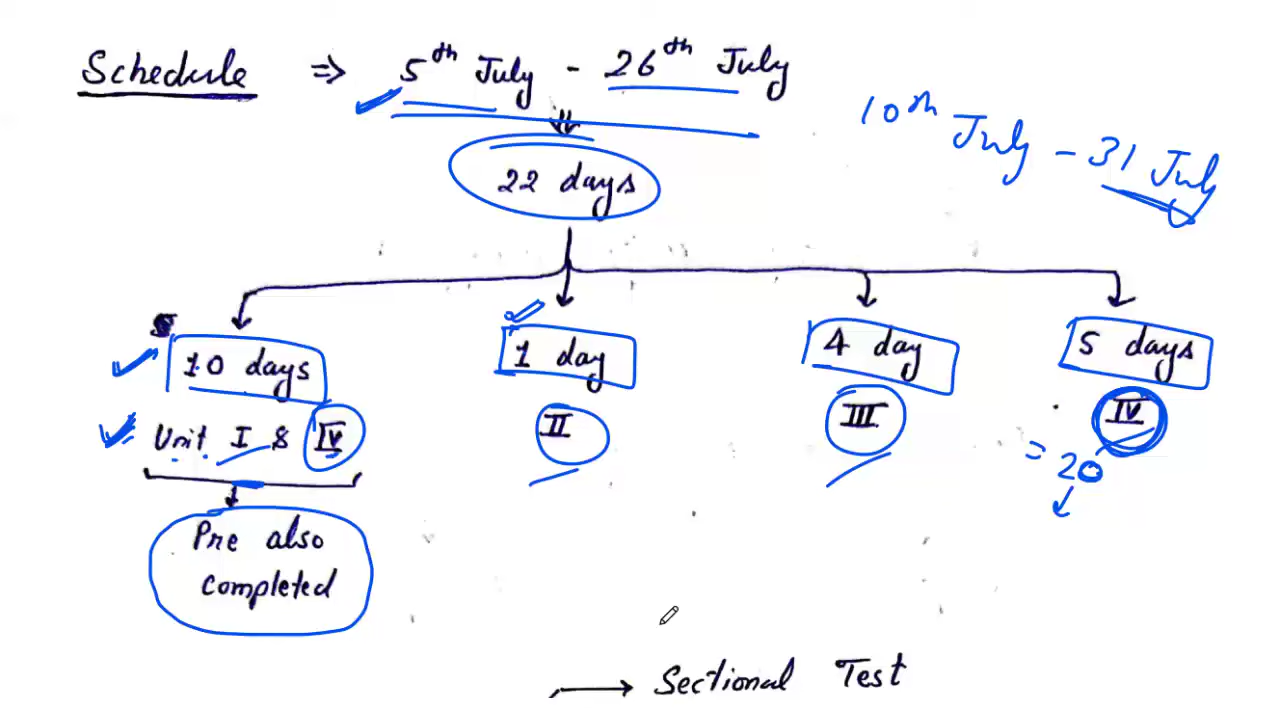 Schedule ⇒ 5th July - 26th July
10th July - 31 July
22 days
10 days
1 day
4 day
5 days
Unit I & IV
II
III
IV
= 20
Pre also
completed
→ Sectional Test